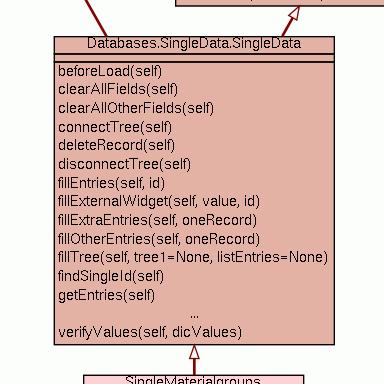 Databases.SingleData.SingleData
beforeLoad(self)
clearAllFields(self)
clearAllOtherFields(self)
connectTree(self)
deleteRecord(self)
disconnectTree(self)
fillEntries(self, id)
fillExternalWidget(self, value, id)
fillExtraEntries(self, oneRecord)
fillOtherEntries(self, oneRecord)
fillTree(self, tree1=None, listEntries=None)
findSingleId(self)
getEntries(self)
...
verifyValues(self, dicValues)
SingleMaterialgroups